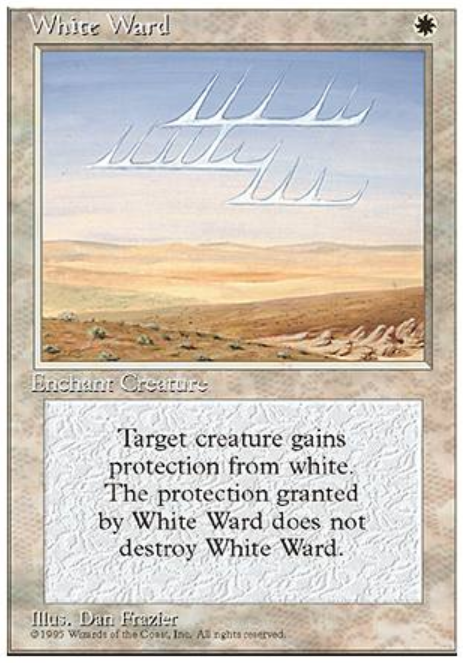 White Ward
Enchant Creature
Target creature gains
protection from white.
The protection granted
by White Ward does not
destroy White Ward.
Illus. Dan Frazier
© 1995 Wizards of the Coast, Inc. All rights reserved.